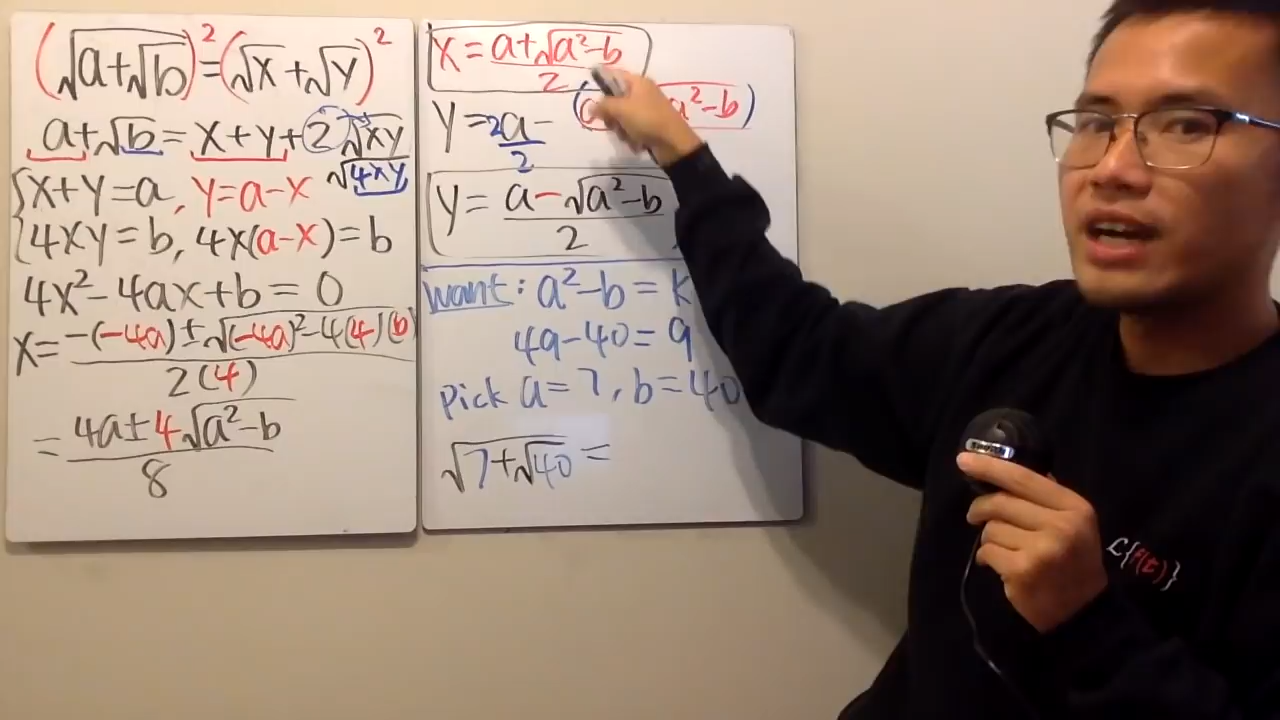 (√(a+√b))² = (√x + √y)²
a+√b = x+y+2√xy
√4xy
x+y=a, y=a-x
4xy=b, 4x(a-x)=b
4x²-4ax+b=0
x= (-(-4a)±√((-4a)²-4(4)(b)))/(2(4))
= (4a±4√(a²-b))/8
x= (a+√(a²-b))/2
y= 2a/2 - (a a²-b)
y= (a-√(a²-b))/2
want: a²-b=k
49-40=9
pick a=7, b=40
√(7+√40) =
L{f(t)}